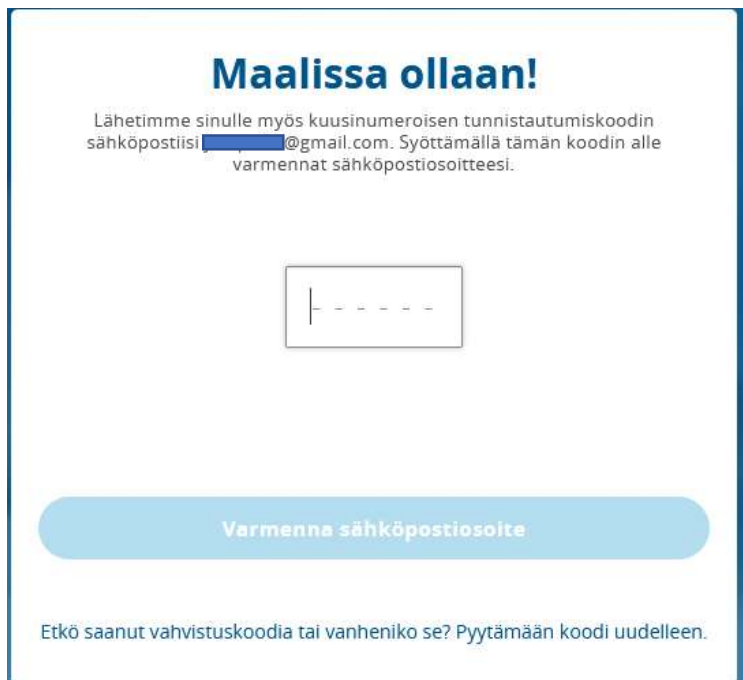 Maalissa ollaan!
Lähetimme sinulle myös kuusinumeroisen tunnistautumiskoodin
sähköpostiisi @gmail.com. Syöttämällä tämän koodin alle
varmennat sähköpostiosoitteesi.
- - - - - -
Varmenna sähköpostiosoite
Etkö saanut vahvistuskoodia tai vanheniko se? Pyytämään koodi uudelleen.